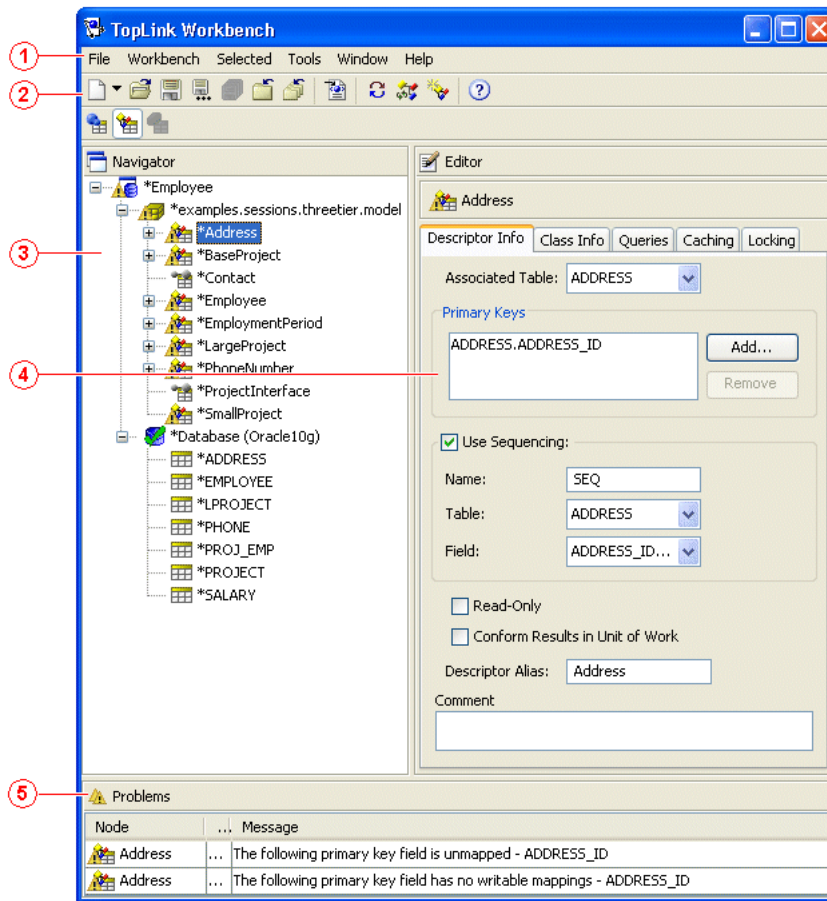 TopLink Workbench
1
File Workbench Selected Tools Window Help
2
Navigator
*Employee
*examples.sessions.threetier.model
*Address
3
*BaseProject
*Contact
*Employee
*EmploymentPeriod
*LargeProject
4
*PhoneNumber
*ProjectInterface
*SmallProject
*Database (Oracle10g)
*ADDRESS
*EMPLOYEE
*LPROJECT
*PHONE
*PROJ_EMP
*PROJECT
*SALARY
Editor
Address
Descriptor Info Class Info Queries Caching Locking
Associated Table: ADDRESS
Primary Keys
ADDRESS.ADDRESS_ID
Add...
Remove
Use Sequencing:
Name: SEQ
Table: ADDRESS
Field: ADDRESS_ID...
Read-Only
Conform Results in Unit of Work
Descriptor Alias: Address
Comment
5
Problems
Node ... Message
Address ... The following primary key field is unmapped - ADDRESS_ID
Address ... The following primary key field has no writable mappings - ADDRESS_ID